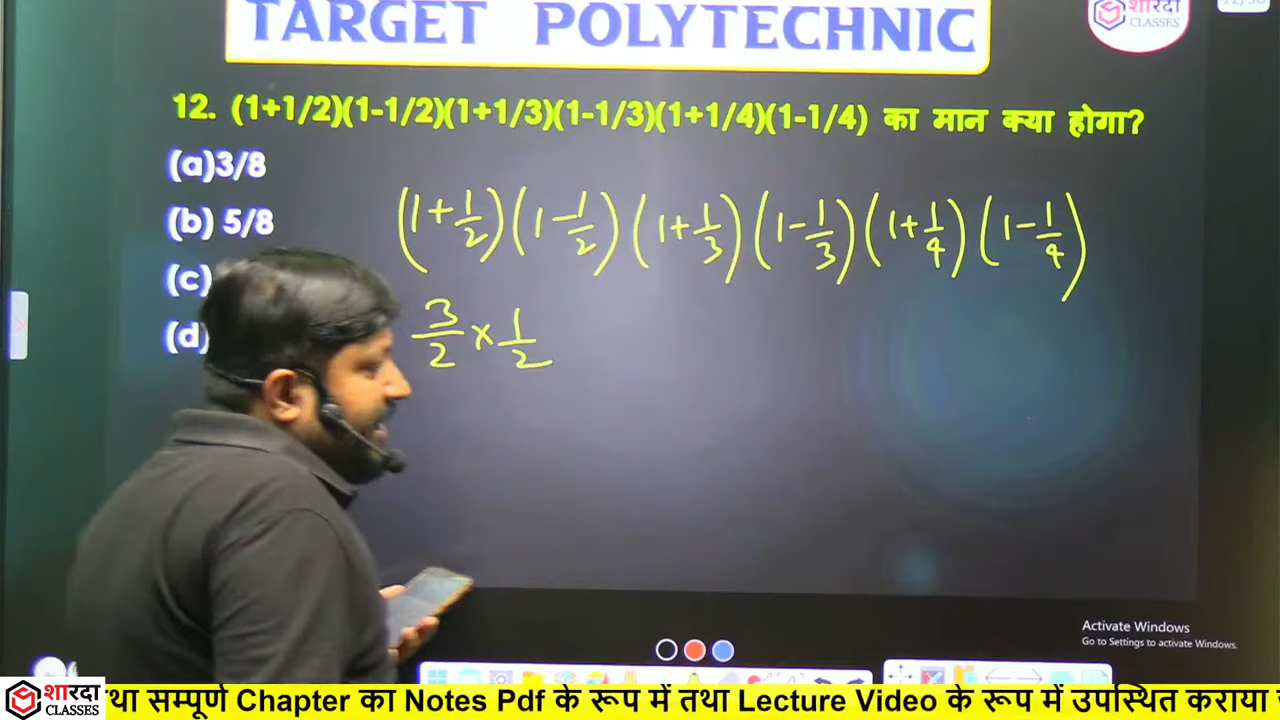 TARGET POLYTECHNIC
शारदा
CLASSES
12. (1+1/2)(1-1/2)(1+1/3)(1-1/3)(1+1/4)(1-1/4) का मान क्या होगा?
(a)3/8
(b) 5/8
(c)
(d)
(1+1/2)(1-1/2)(1+1/3)(1-1/3)(1+1/4)(1-1/4)
3/2 × 1/2
Activate Windows
Go to Settings to activate Windows.
शारदा
CLASSES
सम्पूर्ण Chapter का Notes Pdf के रूप में तथा Lecture Video के रूप में उपस्थित कराया